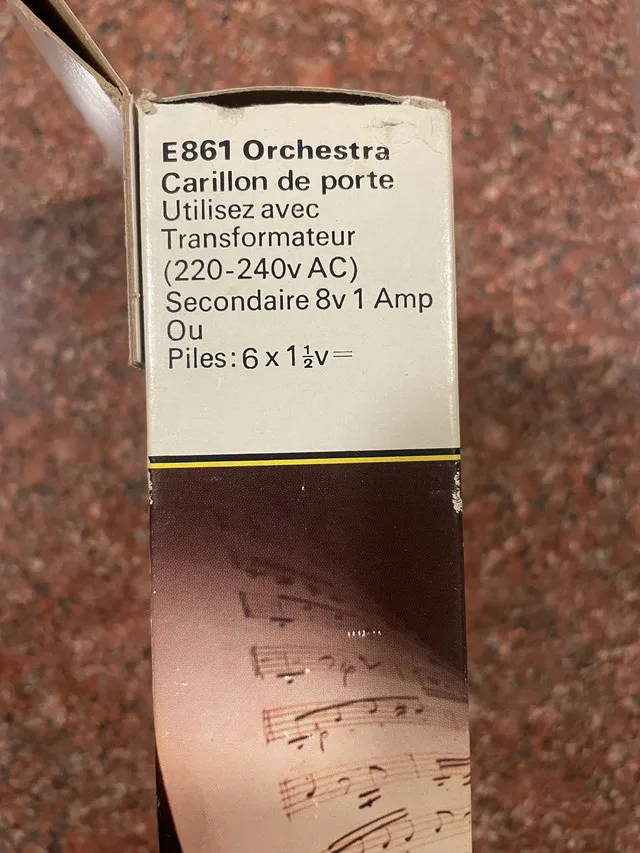 E861 Orchestra
Carillon de porte
Utilisez avec
Transformateur
(220-240v AC)
Secondaire 8v 1 Amp
Ou
Piles: 6 x 1½v=